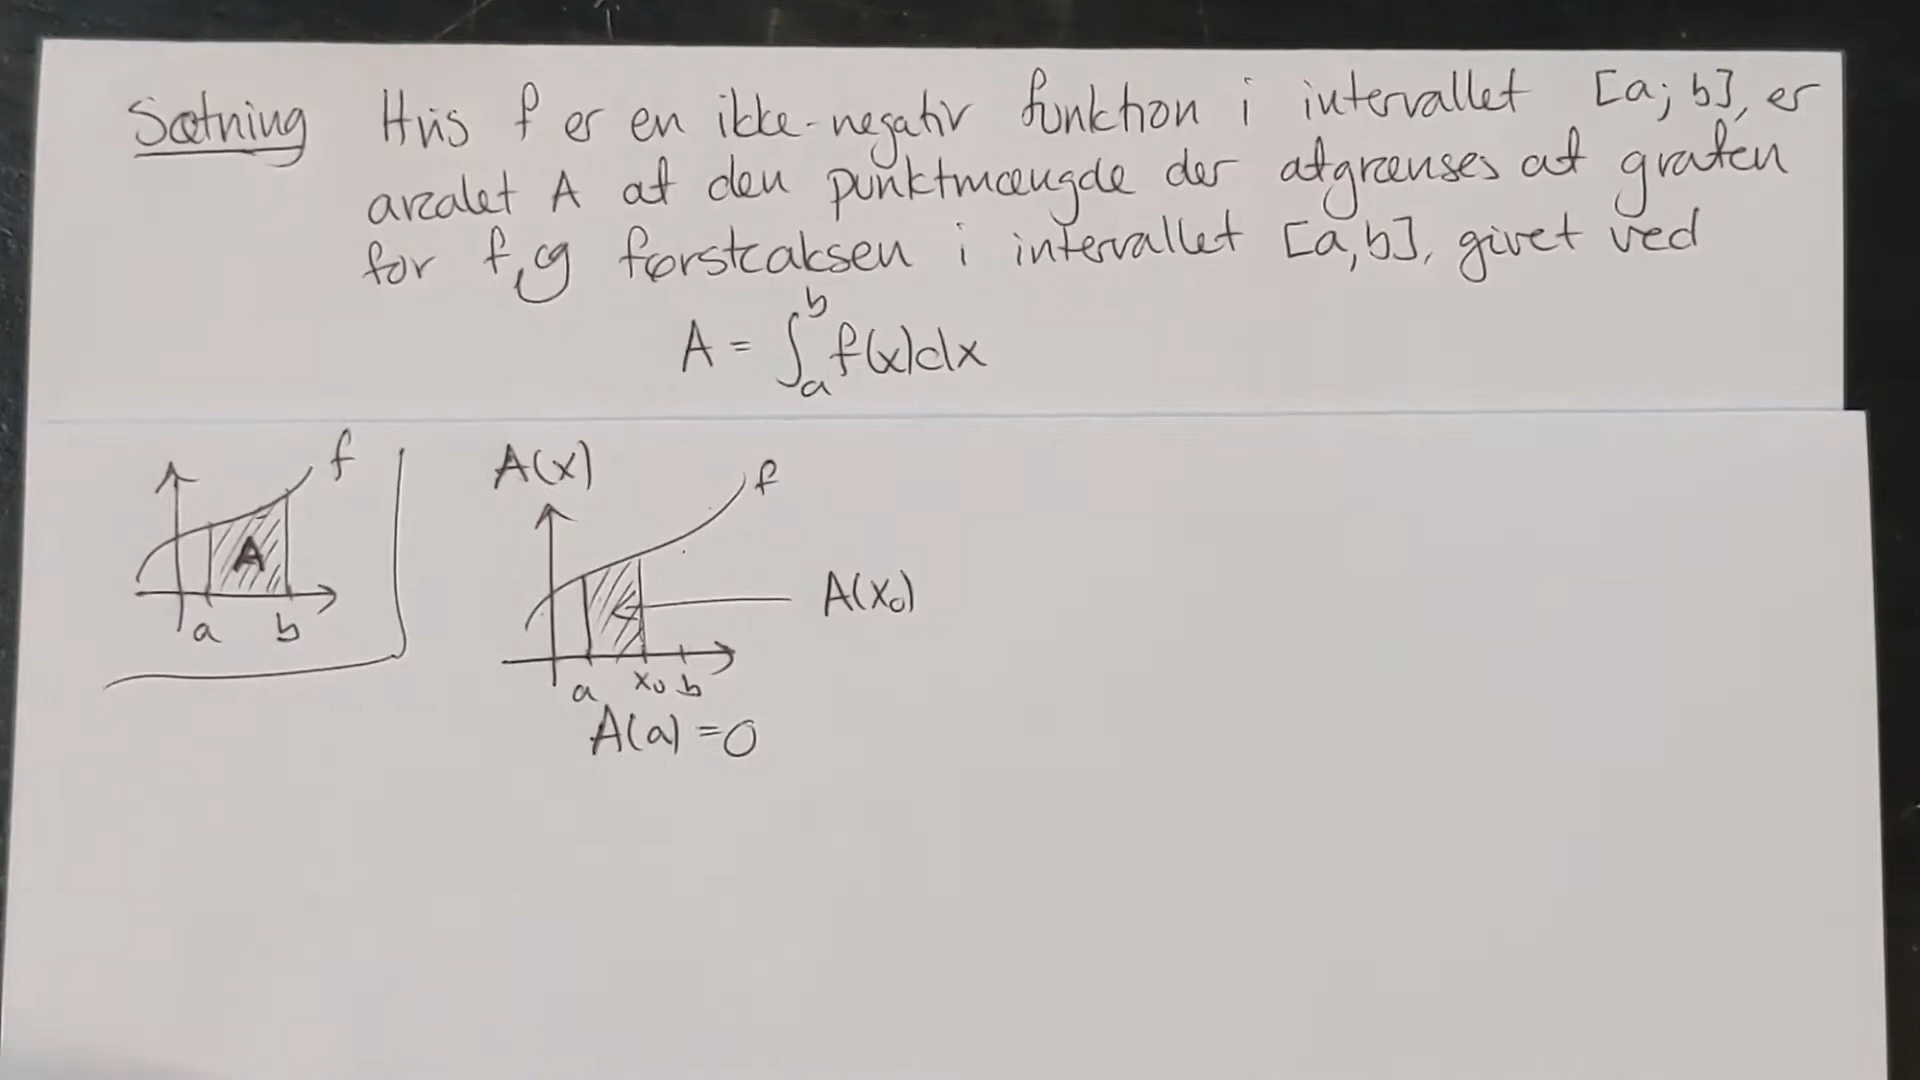 Sætning Hvis f er en ikke-negativ funktion i intervallet [a; b], er
arealet A af den punktmængde der afgrænses af grafen
for f, og førsteaksen i intervallet [a, b], givet ved
A = ∫_a^b f(x)dx
f
A
a b
A(x)
f
A(x₀)
a x₀ b
A(a) = 0